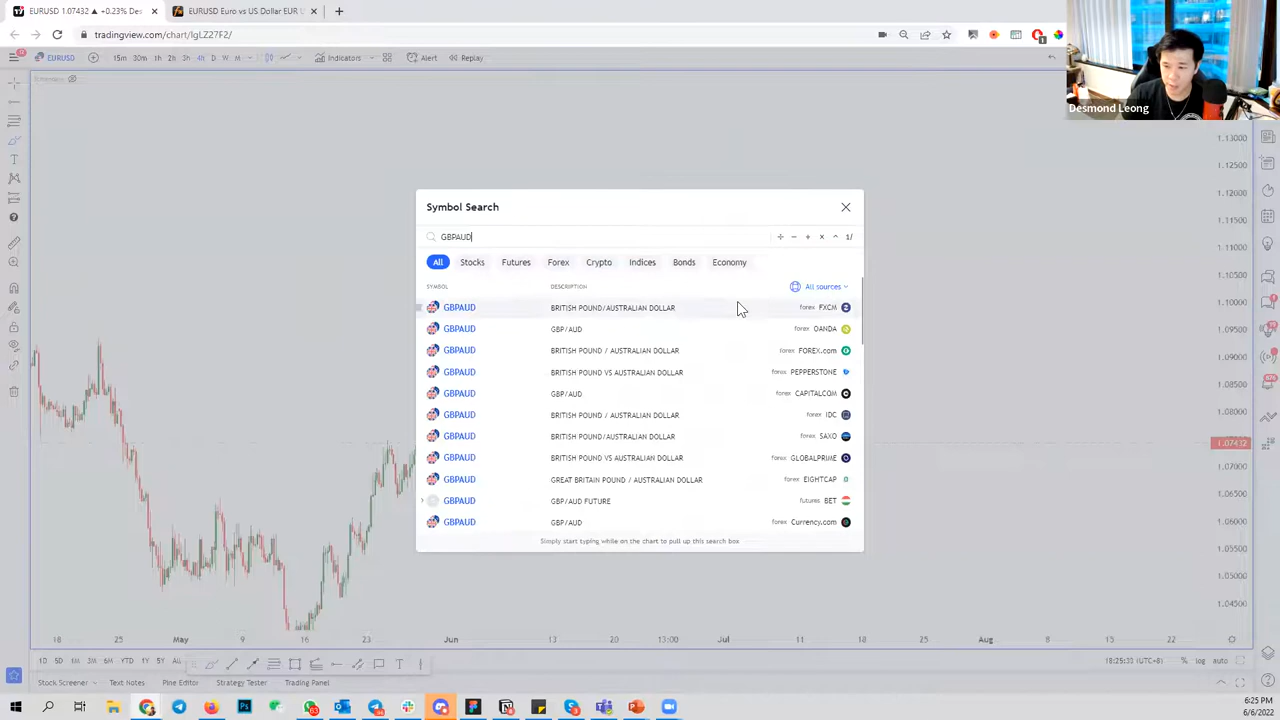 EURUSD 1.07432 ▲ +0.23% Des
EURUSD Euro vs US Dollar EUR U
tradingview.com/chart/IgLZ27F2/
EURUSD
15m 30m 1h 2h 3h 4h D W M
Indicators
Alert
Replay
Desmond Leong
Symbol Search
GBPAUD
1/
All Stocks Futures Forex Crypto Indices Bonds Economy
SYMBOL DESCRIPTION All sources
GBPAUD BRITISH POUND/AUSTRALIAN DOLLAR forex FXCM
GBPAUD GBP/AUD forex OANDA
GBPAUD BRITISH POUND / AUSTRALIAN DOLLAR forex FOREX.com
GBPAUD BRITISH POUND VS AUSTRALIAN DOLLAR forex PEPPERSTONE
GBPAUD GBP/AUD forex CAPITALCOM
GBPAUD BRITISH POUND / AUSTRALIAN DOLLAR forex IDC
GBPAUD BRITISH POUND/AUSTRALIAN DOLLAR forex SAXO
GBPAUD BRITISH POUND VS AUSTRALIAN DOLLAR forex GLOBALPRIME
GBPAUD GREAT BRITAIN POUND / AUSTRALIAN DOLLAR forex EIGHTCAP
GBPAUD GBP/AUD FUTURE futures BET
GBPAUD GBP/AUD forex Currency.com
Simply start typing while on the chart to pull up this search box
1.13000
1.12500
1.12000
1.11500
1.11000
1.10500
1.10000
1.09500
1.09000
1.08500
1.08000
1.07432
1.07000
1.06500
1.06000
1.05500
1.05000
1.04500
18 25 May 9 16 23 Jun 13 20 13:00 Jul 11 18 25 Aug 8 15 22
1D 5D 1M 3M 6M YTD 1Y 5Y All
18:25:30 (UTC+8) % log auto
Stock Screener Text Notes Pine Editor Strategy Tester Trading Panel
6:25 PM
6/6/2022